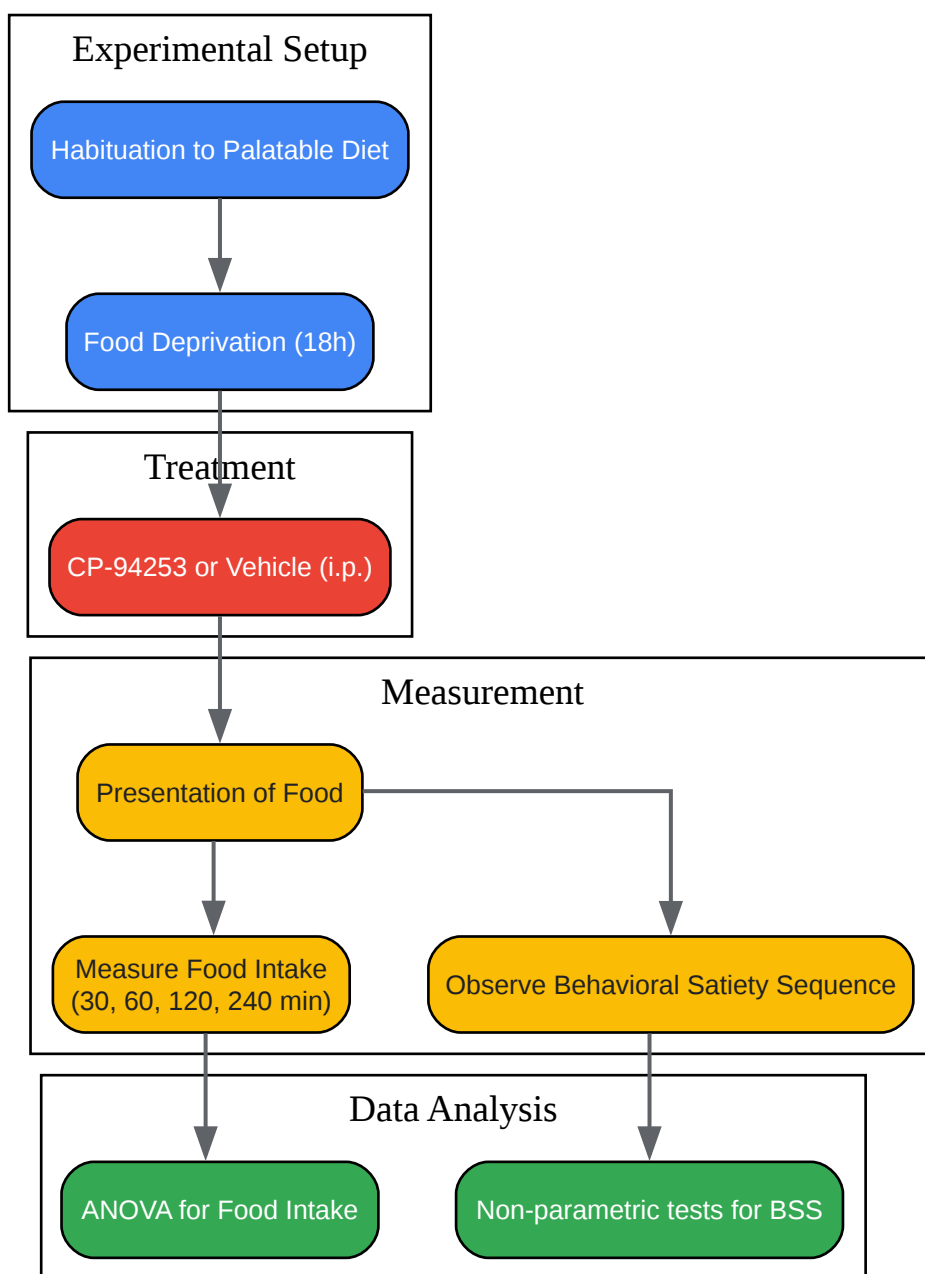 Experimental Setup
Habituation to Palatable Diet
Food Deprivation (18h)
Treatment
CP-94253 or Vehicle (i.p.)
Measurement
Presentation of Food
Measure Food Intake
(30, 60, 120, 240 min)
Observe Behavioral Satiety Sequence
Data Analysis
ANOVA for Food Intake
Non-parametric tests for BSS